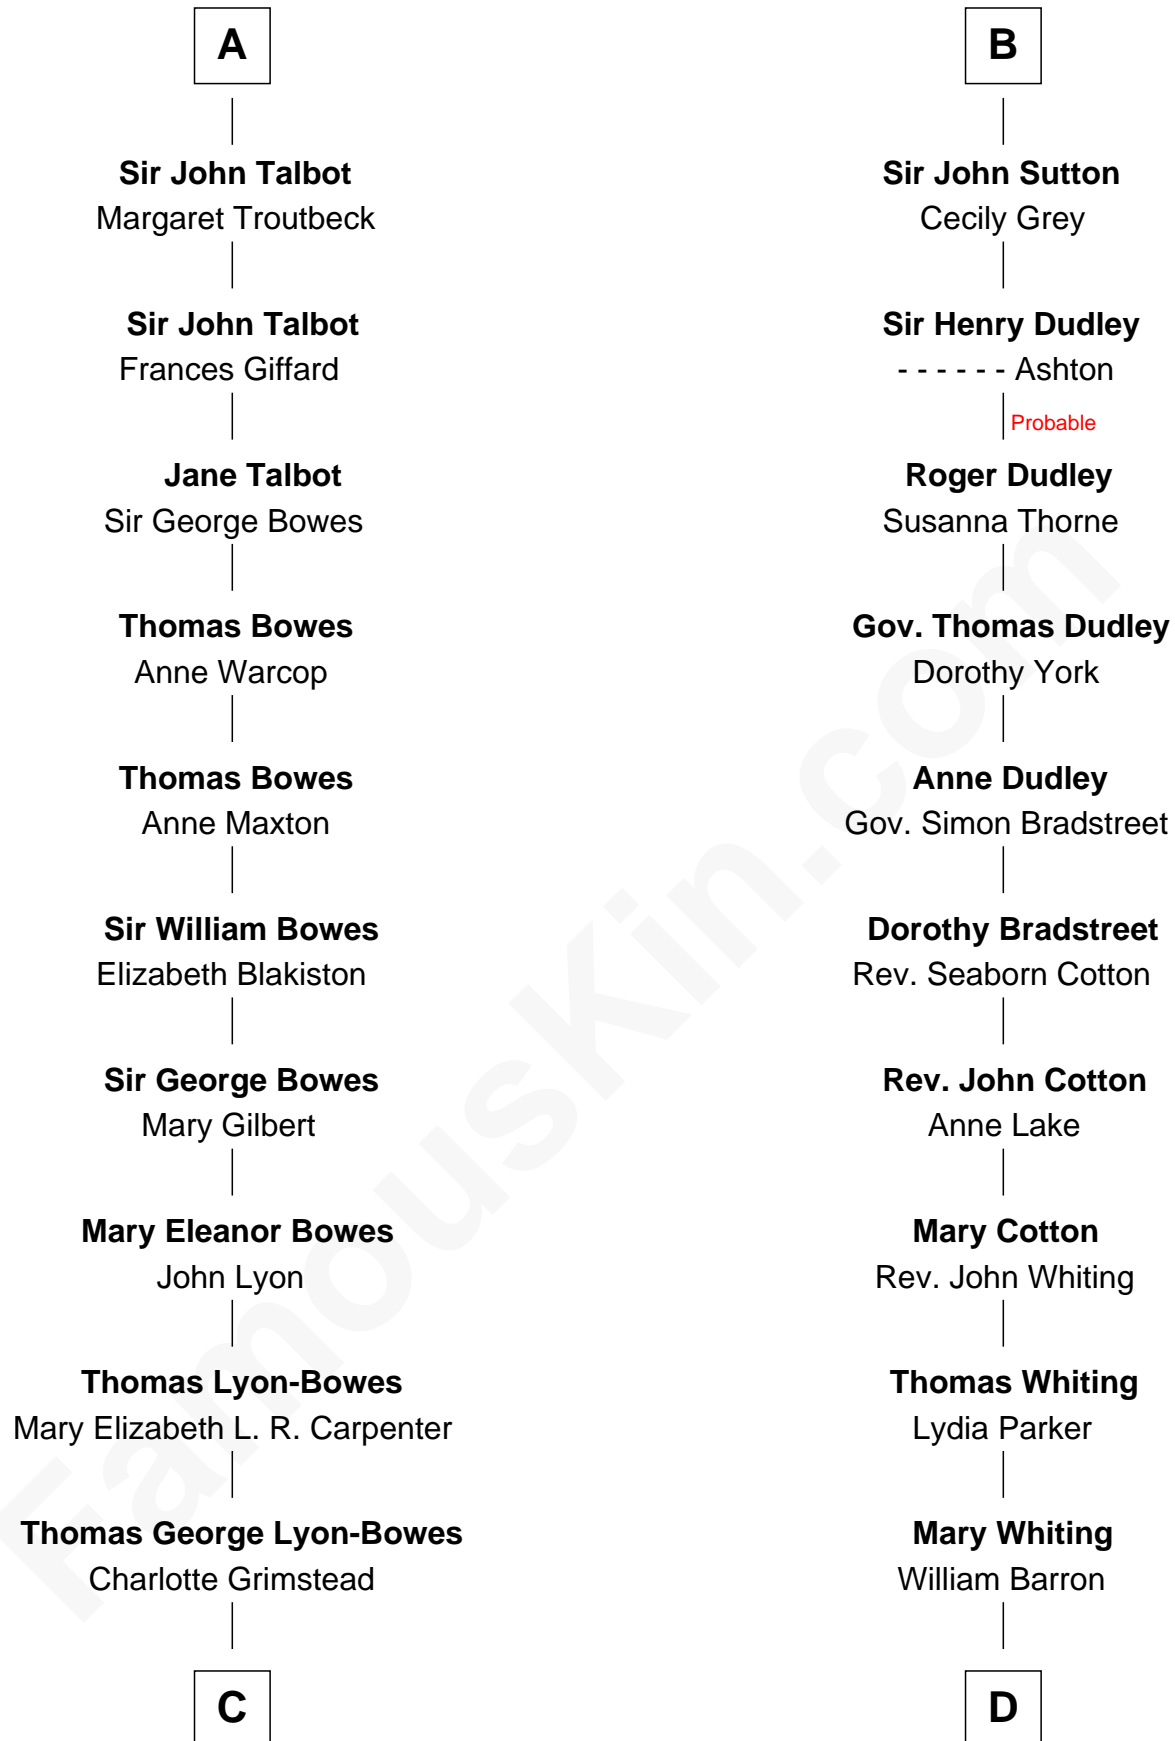 A
Sir John Talbot
Margaret Troutbeck
Sir John Talbot
Frances Giffard
Jane Talbot
Sir George Bowes
Thomas Bowes
Anne Warcop
Thomas Bowes
Anne Maxton
Sir William Bowes
Elizabeth Blakiston
Sir George Bowes
Mary Gilbert
Mary Eleanor Bowes
John Lyon
Thomas Lyon-Bowes
Mary Elizabeth L. R. Carpenter
Thomas George Lyon-Bowes
Charlotte Grimstead
C
B
Sir John Sutton
Cecily Grey
Sir Henry Dudley
- - - - - - Ashton
Probable
Roger Dudley
Susanna Thorne
Gov. Thomas Dudley
Dorothy York
Anne Dudley
Gov. Simon Bradstreet
Dorothy Bradstreet
Rev. Seaborn Cotton
Rev. John Cotton
Anne Lake
Mary Cotton
Rev. John Whiting
Thomas Whiting
Lydia Parker
Mary Whiting
William Barron
D
FamousKin.com